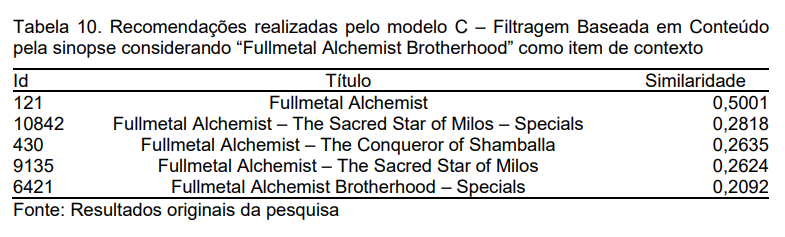 Tabela 10. Recomendações realizadas pelo modelo C – Filtragem Baseada em Conteúdo
pela sinopse considerando “Fullmetal Alchemist Brotherhood” como item de contexto
Id Título Similaridade
121 Fullmetal Alchemist 0,5001
10842 Fullmetal Alchemist – The Sacred Star of Milos – Specials 0,2818
430 Fullmetal Alchemist – The Conqueror of Shamballa 0,2635
9135 Fullmetal Alchemist – The Sacred Star of Milos 0,2624
6421 Fullmetal Alchemist Brotherhood – Specials 0,2092
Fonte: Resultados originais da pesquisa